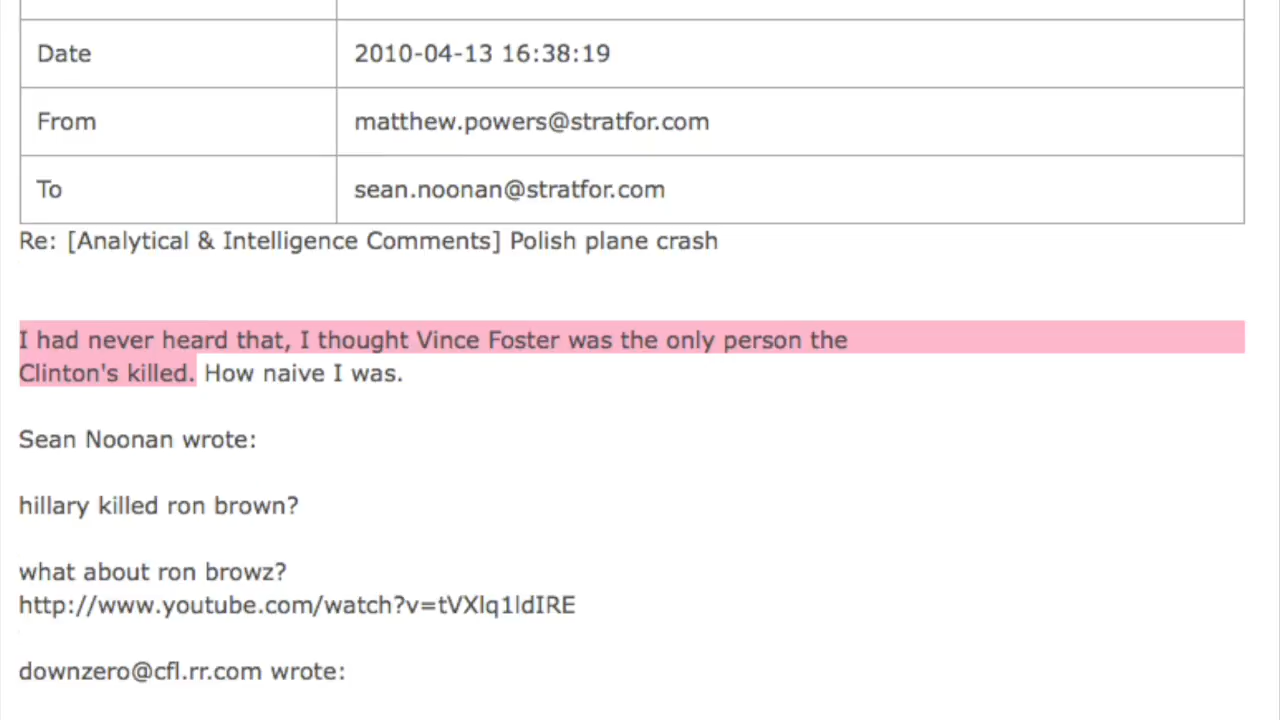 Date 2010-04-13 16:38:19
From matthew.powers@stratfor.com
To sean.noonan@stratfor.com
Re: [Analytical & Intelligence Comments] Polish plane crash
I had never heard that, I thought Vince Foster was the only person the
Clinton's killed. How naive I was.
Sean Noonan wrote:
hillary killed ron brown?
what about ron browz?
http://www.youtube.com/watch?v=tVXlq1ldIRE
downzero@cfl.rr.com wrote: